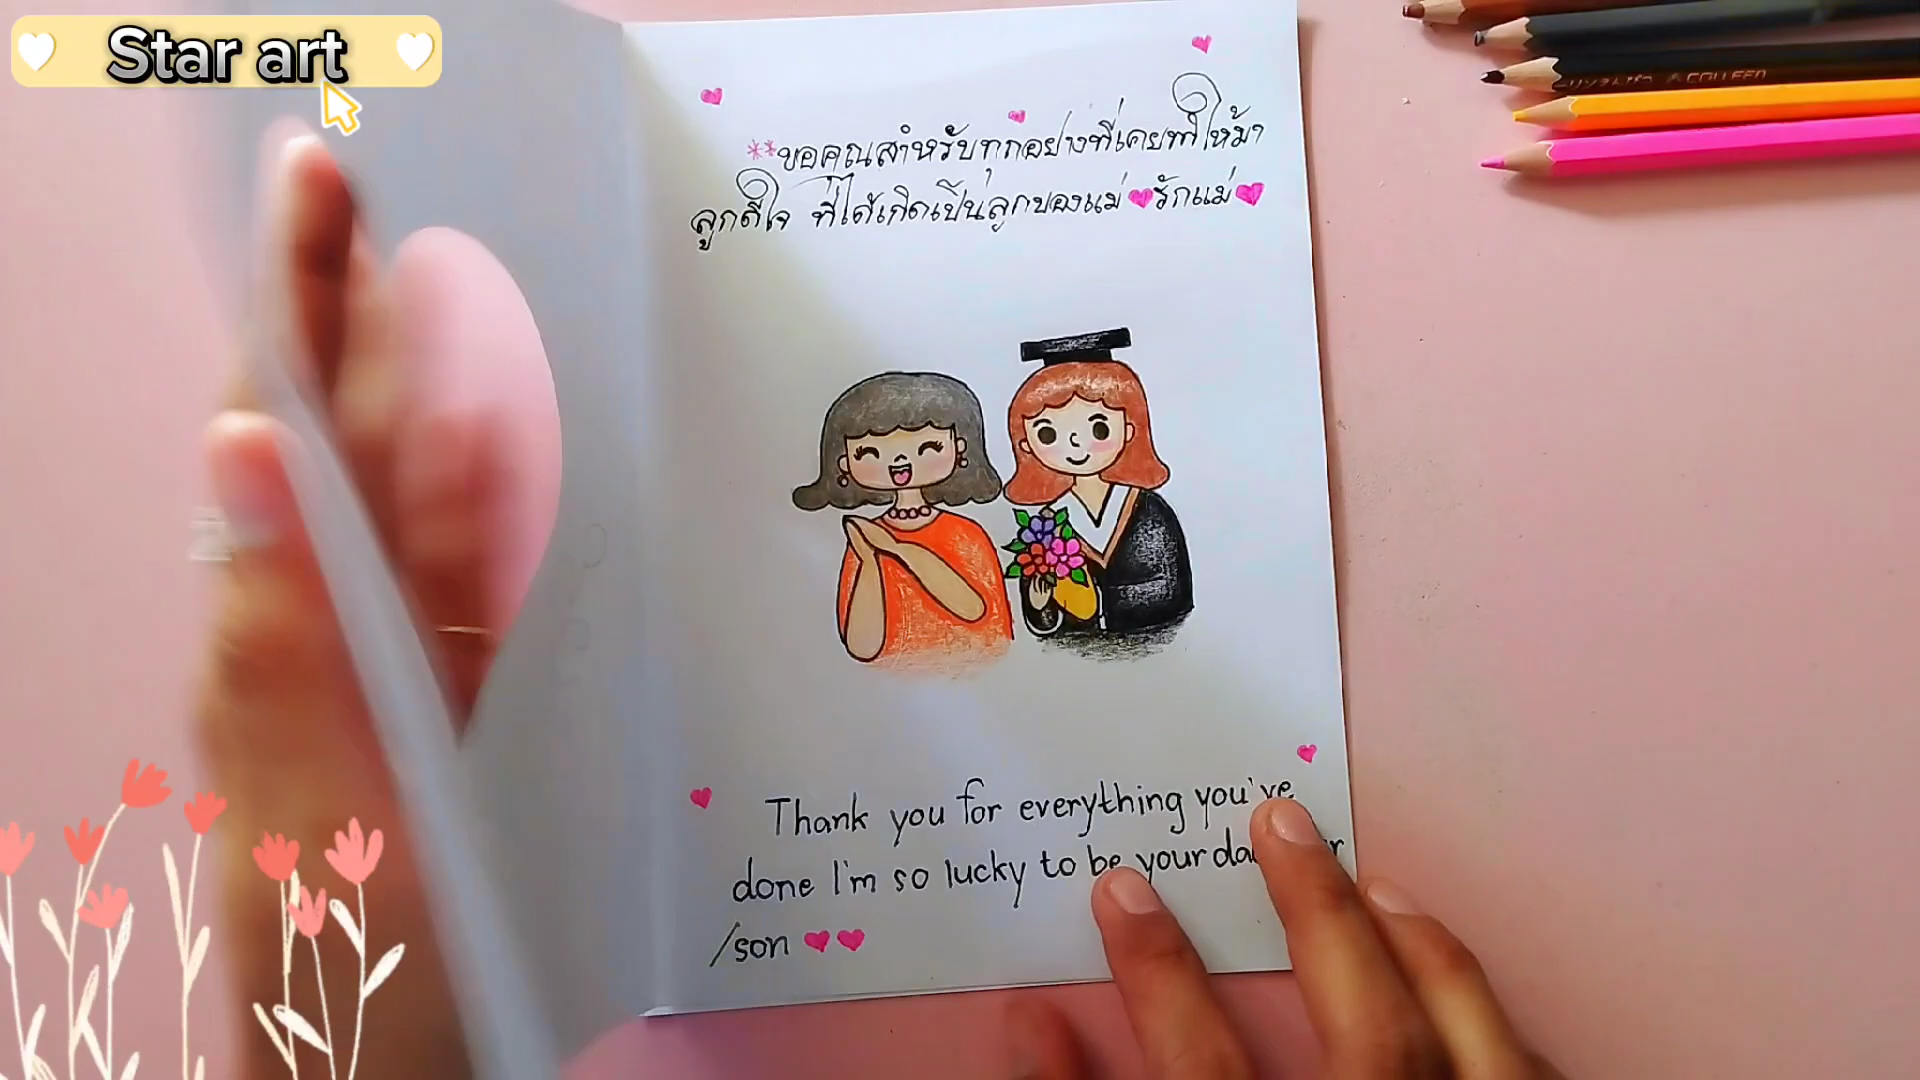 Star art
COLLEEN
**ขอคุณสำหรับทุกอย่างที่เคยทำให้มา
ลูกดีใจ ที่ได้เกิดเป็นลูกของแม่ รักแม่
Thank you for everything you've
done I'm so lucky to be your
/son